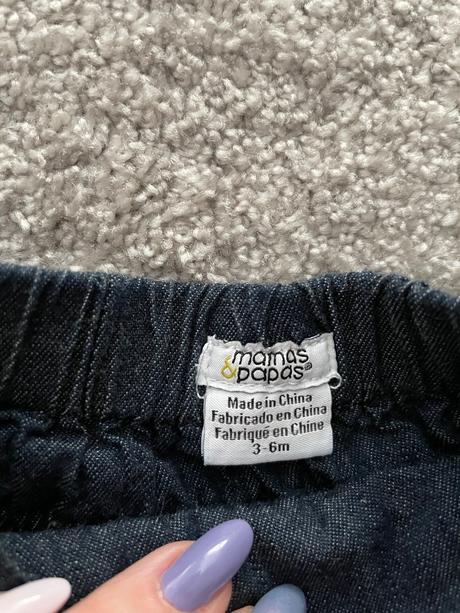 mamas
& papas®
Made in China
Fabricado en China
Fabriqué en Chine
3-6m